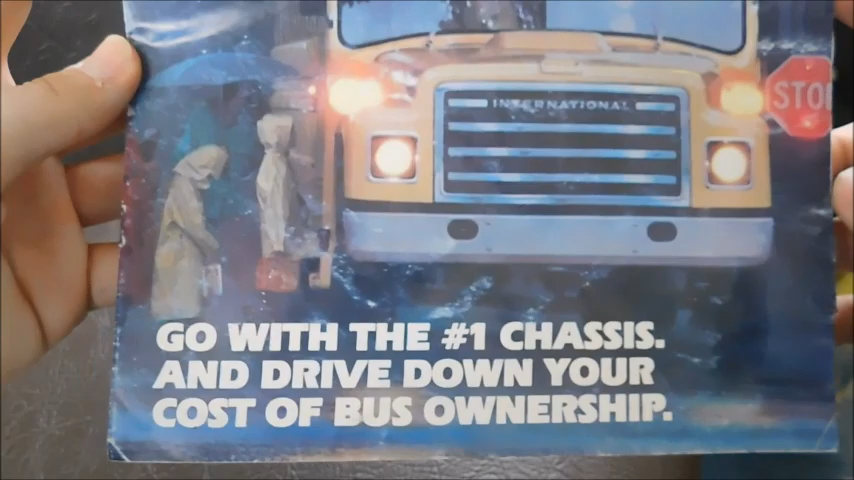 INTERNATIONAL
STOP
GO WITH THE #1 CHASSIS.
AND DRIVE DOWN YOUR
COST OF BUS OWNERSHIP.